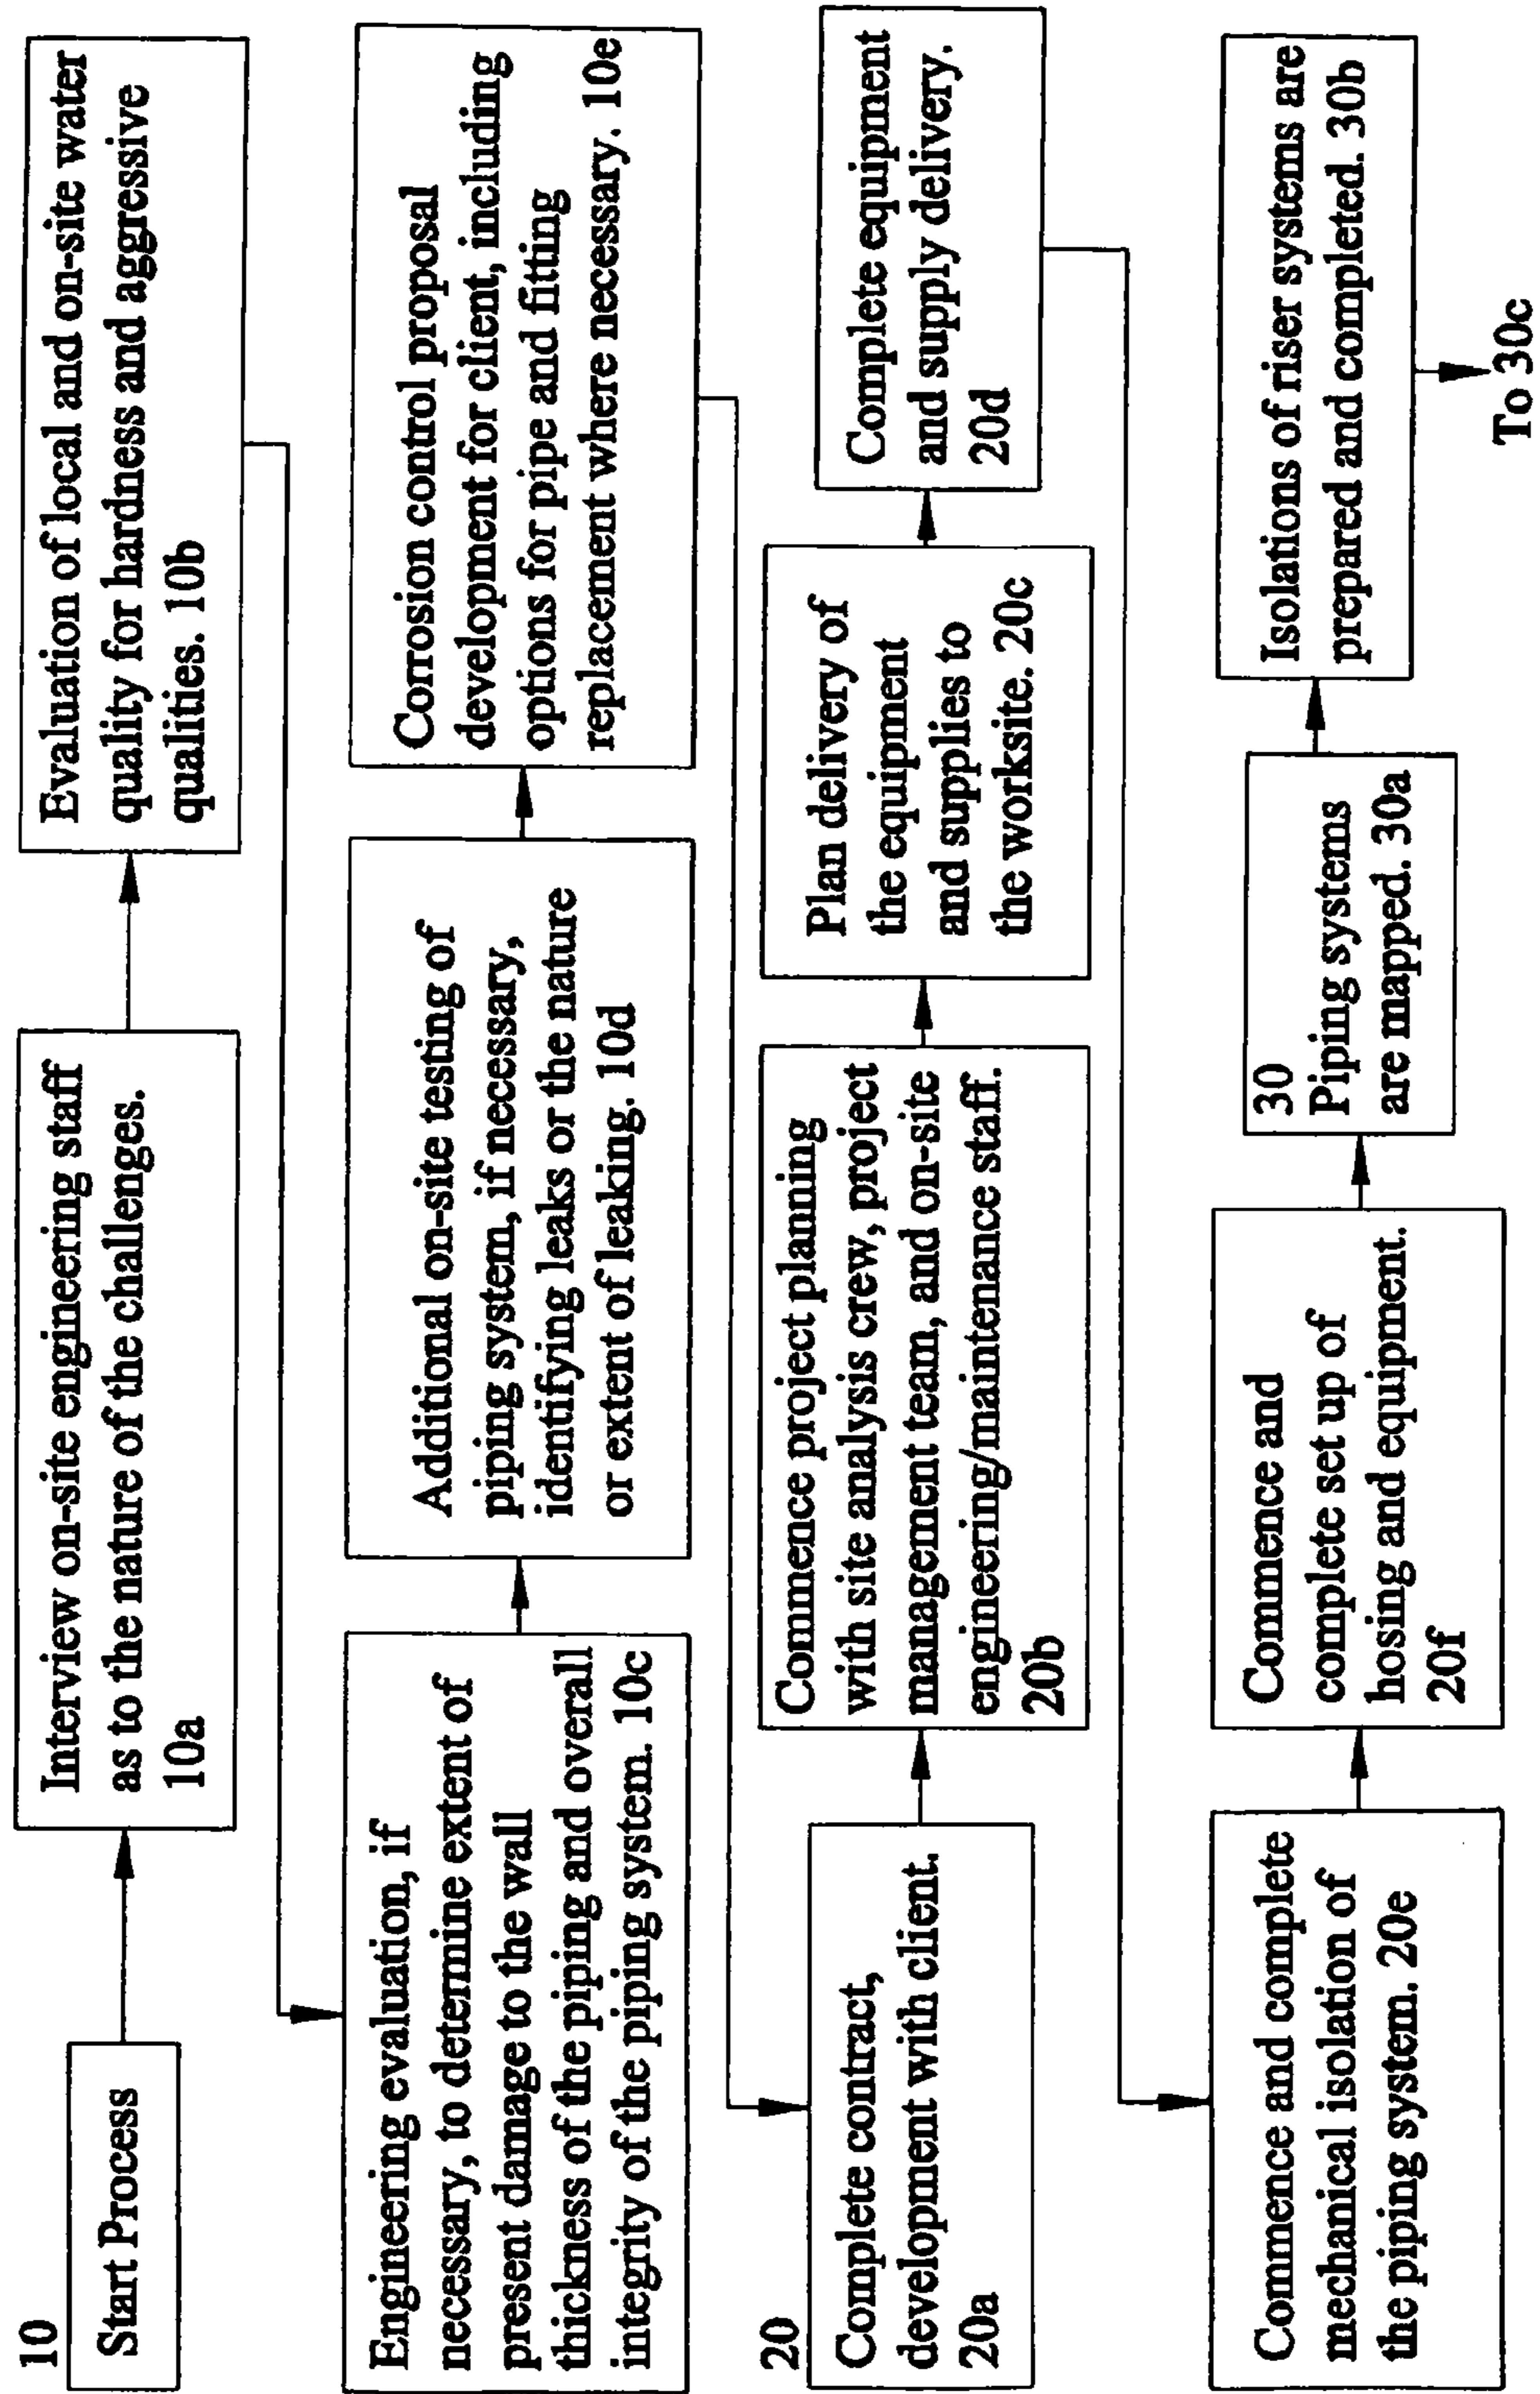 10
Start Process
Interview on-site engineering staff
as to the nature of the challenges.
10a
Evaluation of local and on-site water
quality for hardness and aggressive
qualities. 10b
Engineering evaluation, if
necessary, to determine extent of
present damage to the wall
thickness of the piping and overall
integrity of the piping system. 10c
Additional on-site testing of
piping system, if necessary,
identifying leaks or the nature
or extent of leaking. 10d
Corrosion control proposal
development for client, including
options for pipe and fitting
replacement where necessary. 10e
20
Complete contract,
development with client.
20a
Commence project planning
with site analysis crew, project
management team, and on-site
engineering/maintenance staff.
20b
Plan delivery of
the equipment
and supplies to
the worksite. 20c
Complete equipment
and supply delivery.
20d
Commence and complete
mechanical isolation of
the piping system. 20e
Commence and
complete set up of
hosing and equipment.
20f
30
Piping systems
are mapped. 30a
Isolations of riser systems are
prepared and completed. 30b
To 30c